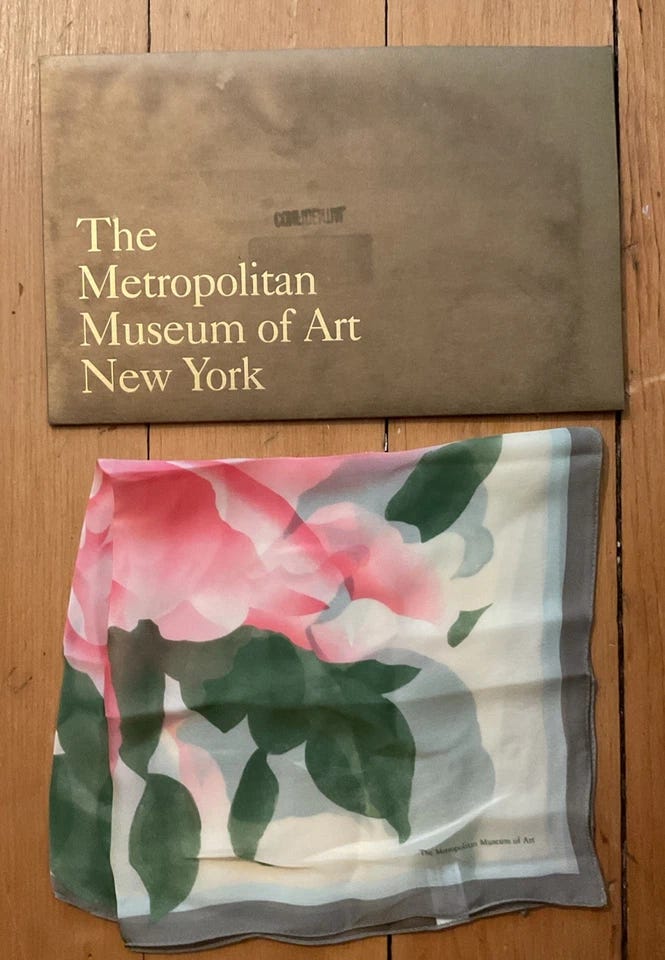 The
Metropolitan
Museum of Art
New York
The Metropolitan Museum of Art